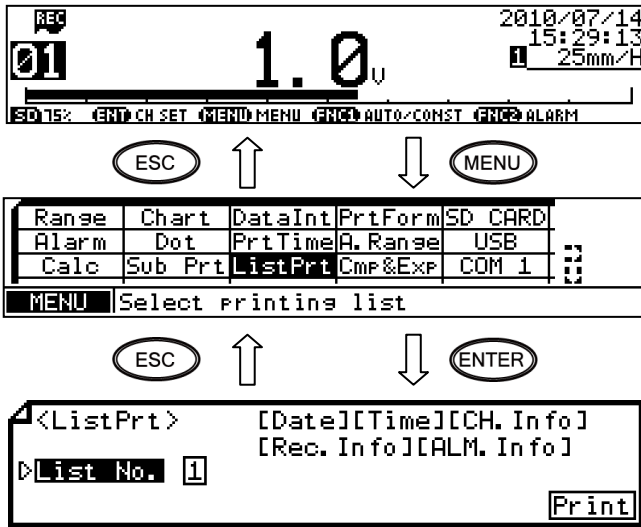 REC
2010/07/14
15:29:13
01
1.0V
1 25mm/H
SD 75% ENT CH SET MENU MENU FNC1 AUTO/CONST FNC2 ALARM
ESC
MENU
Range Chart DataInt PrtForm SD CARD
Alarm Dot PrtTime A.Range USB
Calc Sub Prt ListPrt Cmp&Exp COM 1
MENU Select printing list
ESC
ENTER
<ListPrt> [Date][Time][CH.Info]
[Rec.Info][ALM.Info]
List No. 1
Print